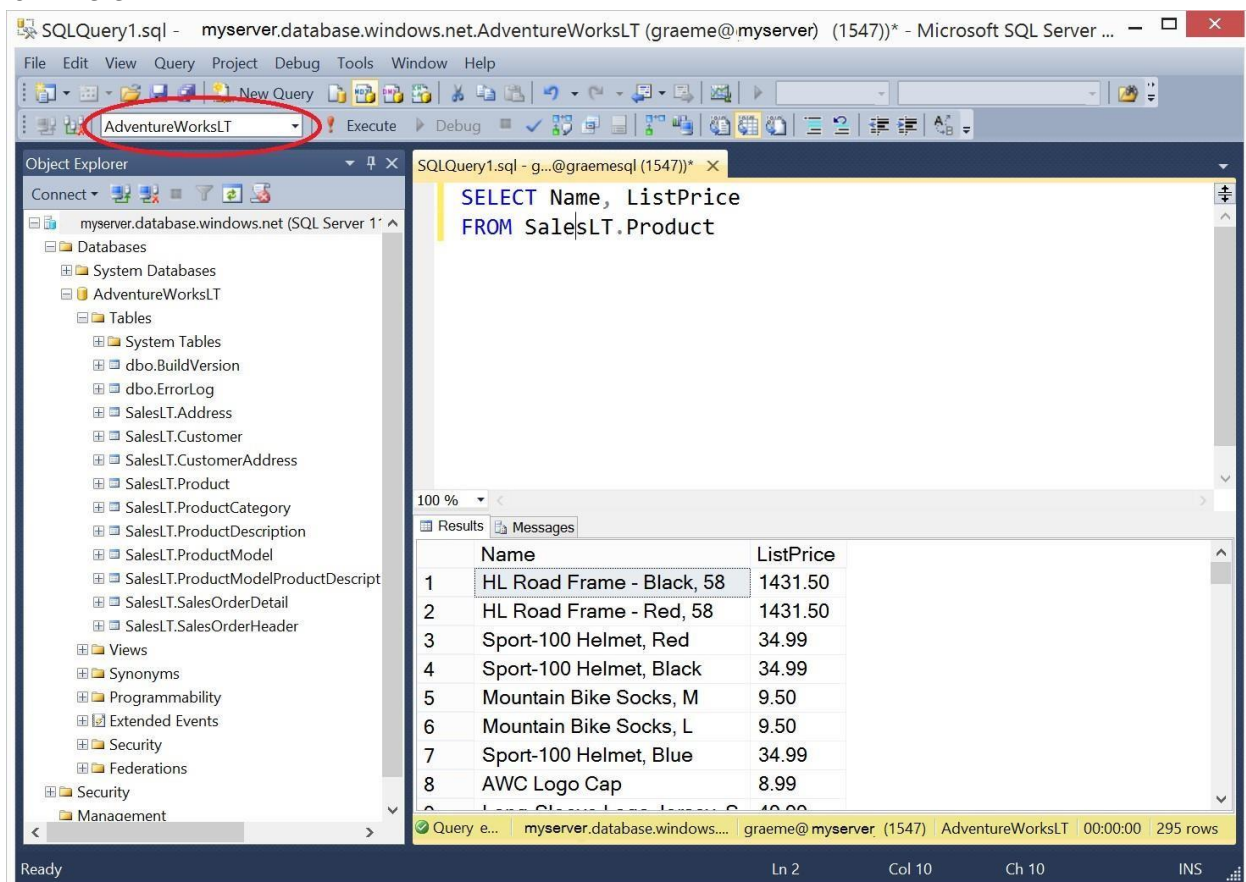 SQLQuery1.sql - myserver.database.windows.net.AdventureWorksLT (graeme@myserver) (1547))* - Microsoft SQL Server ...
File Edit View Query Project Debug Tools Window Help
New Query
AdventureWorksLT
Execute
Debug
Object Explorer
Connect
myserver.database.windows.net (SQL Server 1
Databases
System Databases
AdventureWorksLT
Tables
System Tables
dbo.BuildVersion
dbo.ErrorLog
SalesLT.Address
SalesLT.Customer
SalesLT.CustomerAddress
SalesLT.Product
SalesLT.ProductCategory
SalesLT.ProductDescription
SalesLT.ProductModel
SalesLT.ProductModelProductDescript
SalesLT.SalesOrderDetail
SalesLT.SalesOrderHeader
Views
Synonyms
Programmability
Extended Events
Security
Federations
Security
Management
SQLQuery1.sql - g...@graemesql (1547))*
SELECT Name, ListPrice
FROM SalesLT.Product
100 %
Results Messages
Name ListPrice
1 HL Road Frame - Black, 58 1431.50
2 HL Road Frame - Red, 58 1431.50
3 Sport-100 Helmet, Red 34.99
4 Sport-100 Helmet, Black 34.99
5 Mountain Bike Socks, M 9.50
6 Mountain Bike Socks, L 9.50
7 Sport-100 Helmet, Blue 34.99
8 AWC Logo Cap 8.99
Query e... myserver.database.windows.... graeme@myserver (1547) AdventureWorksLT 00:00:00 295 rows
Ready Ln 2 Col 10 Ch 10 INS